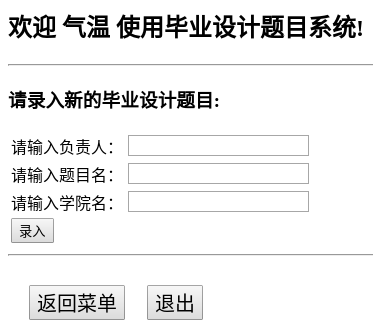 欢迎 气温 使用毕业设计题目系统!
请录入新的毕业设计题目:
请输入负责人：
请输入题目名：
请输入学院名：
录入
返回菜单 退出